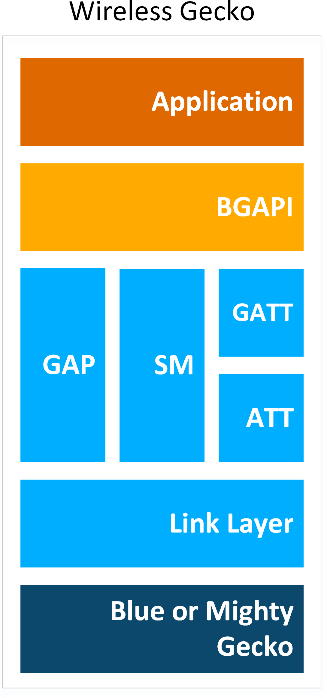 Wireless Gecko
Application
BGAPI
GAP
SM
GATT
ATT
Link Layer
Blue or Mighty
Gecko